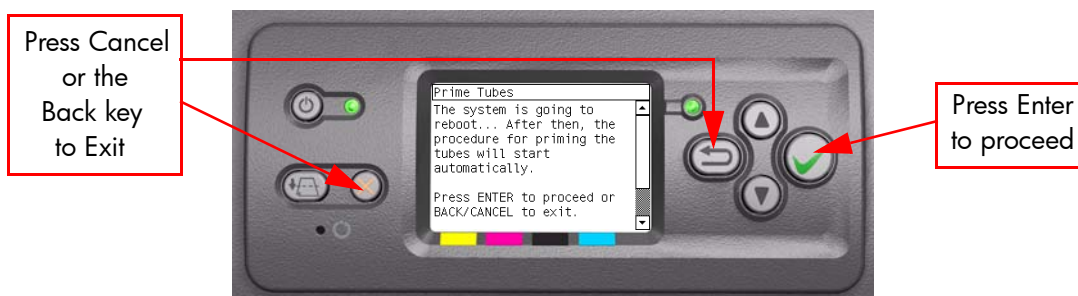 Press Cancel
or the
Back key
to Exit
Prime Tubes
The system is going to
reboot... After then, the
procedure for priming the
tubes will start
automatically.
Press ENTER to proceed or
BACK/CANCEL to exit.
Press Enter
to proceed